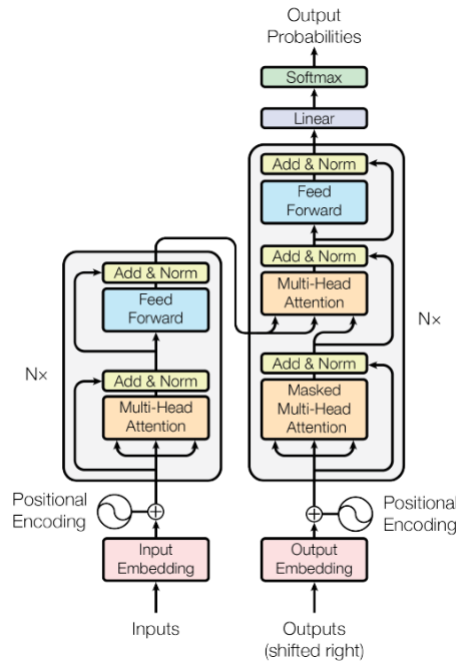 Output
Probabilities
Softmax
Linear
Add & Norm
Feed
Forward
Add & Norm
Multi-Head
Attention
Add & Norm
Masked
Multi-Head
Attention
N×
Add & Norm
Feed
Forward
Add & Norm
Multi-Head
Attention
N×
Positional
Encoding
Positional
Encoding
Input
Embedding
Output
Embedding
Inputs
Outputs
(shifted right)